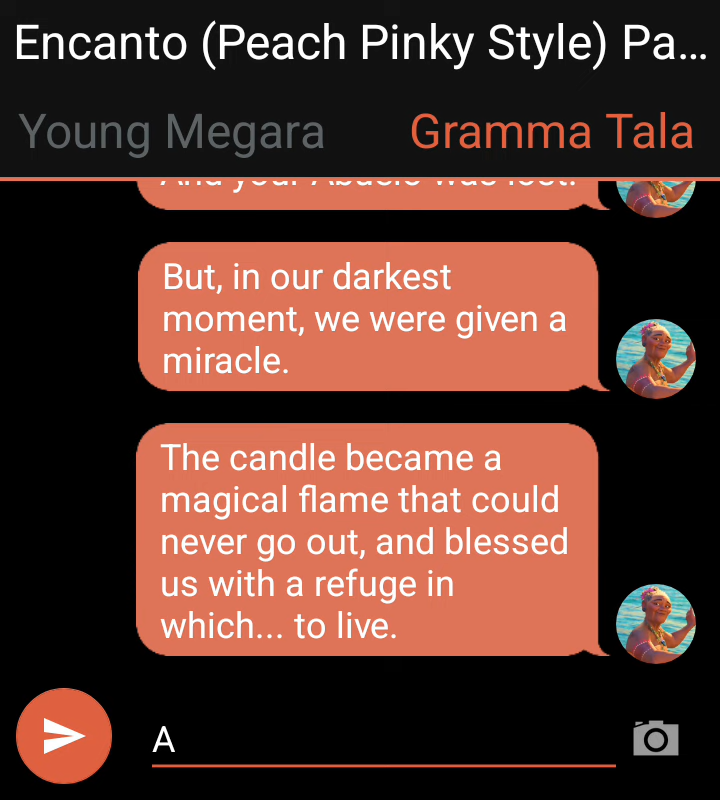 Encanto (Peach Pinky Style) Pa...
Young Megara Gramma Tala
And your Abuelo was lost.
But, in our darkest
moment, we were given a
miracle.
The candle became a
magical flame that could
never go out, and blessed
us with a refuge in
which... to live.
A